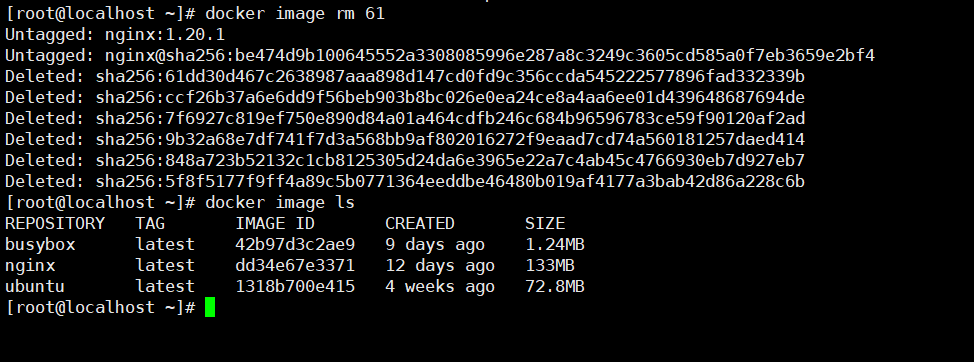 [root@localhost ~]# docker image rm 61
Untagged: nginx:1.20.1
Untagged: nginx@sha256:be474d9b100645552a3308085996e287a8c3249c3605cd585a0f7eb3659e2bf4
Deleted: sha256:61dd30d467c2638987aaa898d147cd0fd9c356ccda545222577896fad332339b
Deleted: sha256:ccf26b37a6e6dd9f56beb903b8bc026e0ea24ce8a4aa6ee01d439648687694de
Deleted: sha256:7f6927c819ef750e890d84a01a464cdfb246c684b96596783ce59f90120af2ad
Deleted: sha256:9b32a68e7df741f7d3a568bb9af802016272f9eaad7cd74a560181257daed414
Deleted: sha256:848a723b52132c1cb8125305d24da6e3965e22a7c4ab45c4766930eb7d927eb7
Deleted: sha256:5f8f5177f9ff4a89c5b0771364eeddbe46480b019af4177a3bab42d86a228c6b
[root@localhost ~]# docker image ls
REPOSITORY   TAG       IMAGE ID       CREATED       SIZE
busybox      latest    42b97d3c2ae9   9 days ago    1.24MB
nginx        latest    dd34e67e3371   12 days ago   133MB
ubuntu       latest    1318b700e415   4 weeks ago   72.8MB
[root@localhost ~]#